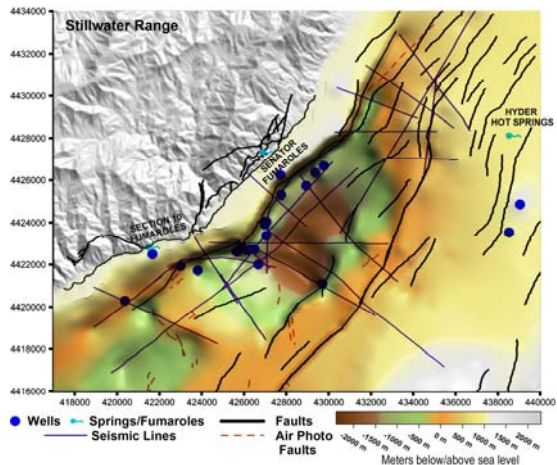 4434000
4432000
4430000
4428000
4426000
4424000
4422000
4420000
4418000
4416000
Stillwater Range
HYDER
HOT SPRINGS
SENATOR
FUMAROLES
SECTION 10
FUMAROLES
418000 420000 422000 424000 426000 428000 430000 432000 434000 436000 438000 440000
Wells Springs/Fumaroles Faults
Seismic Lines Air Photo
Faults
-2000 m -1500 m -1000 m -500 m 0 m 500 m 1000 m 1500 m 2000 m
Meters below/above sea level